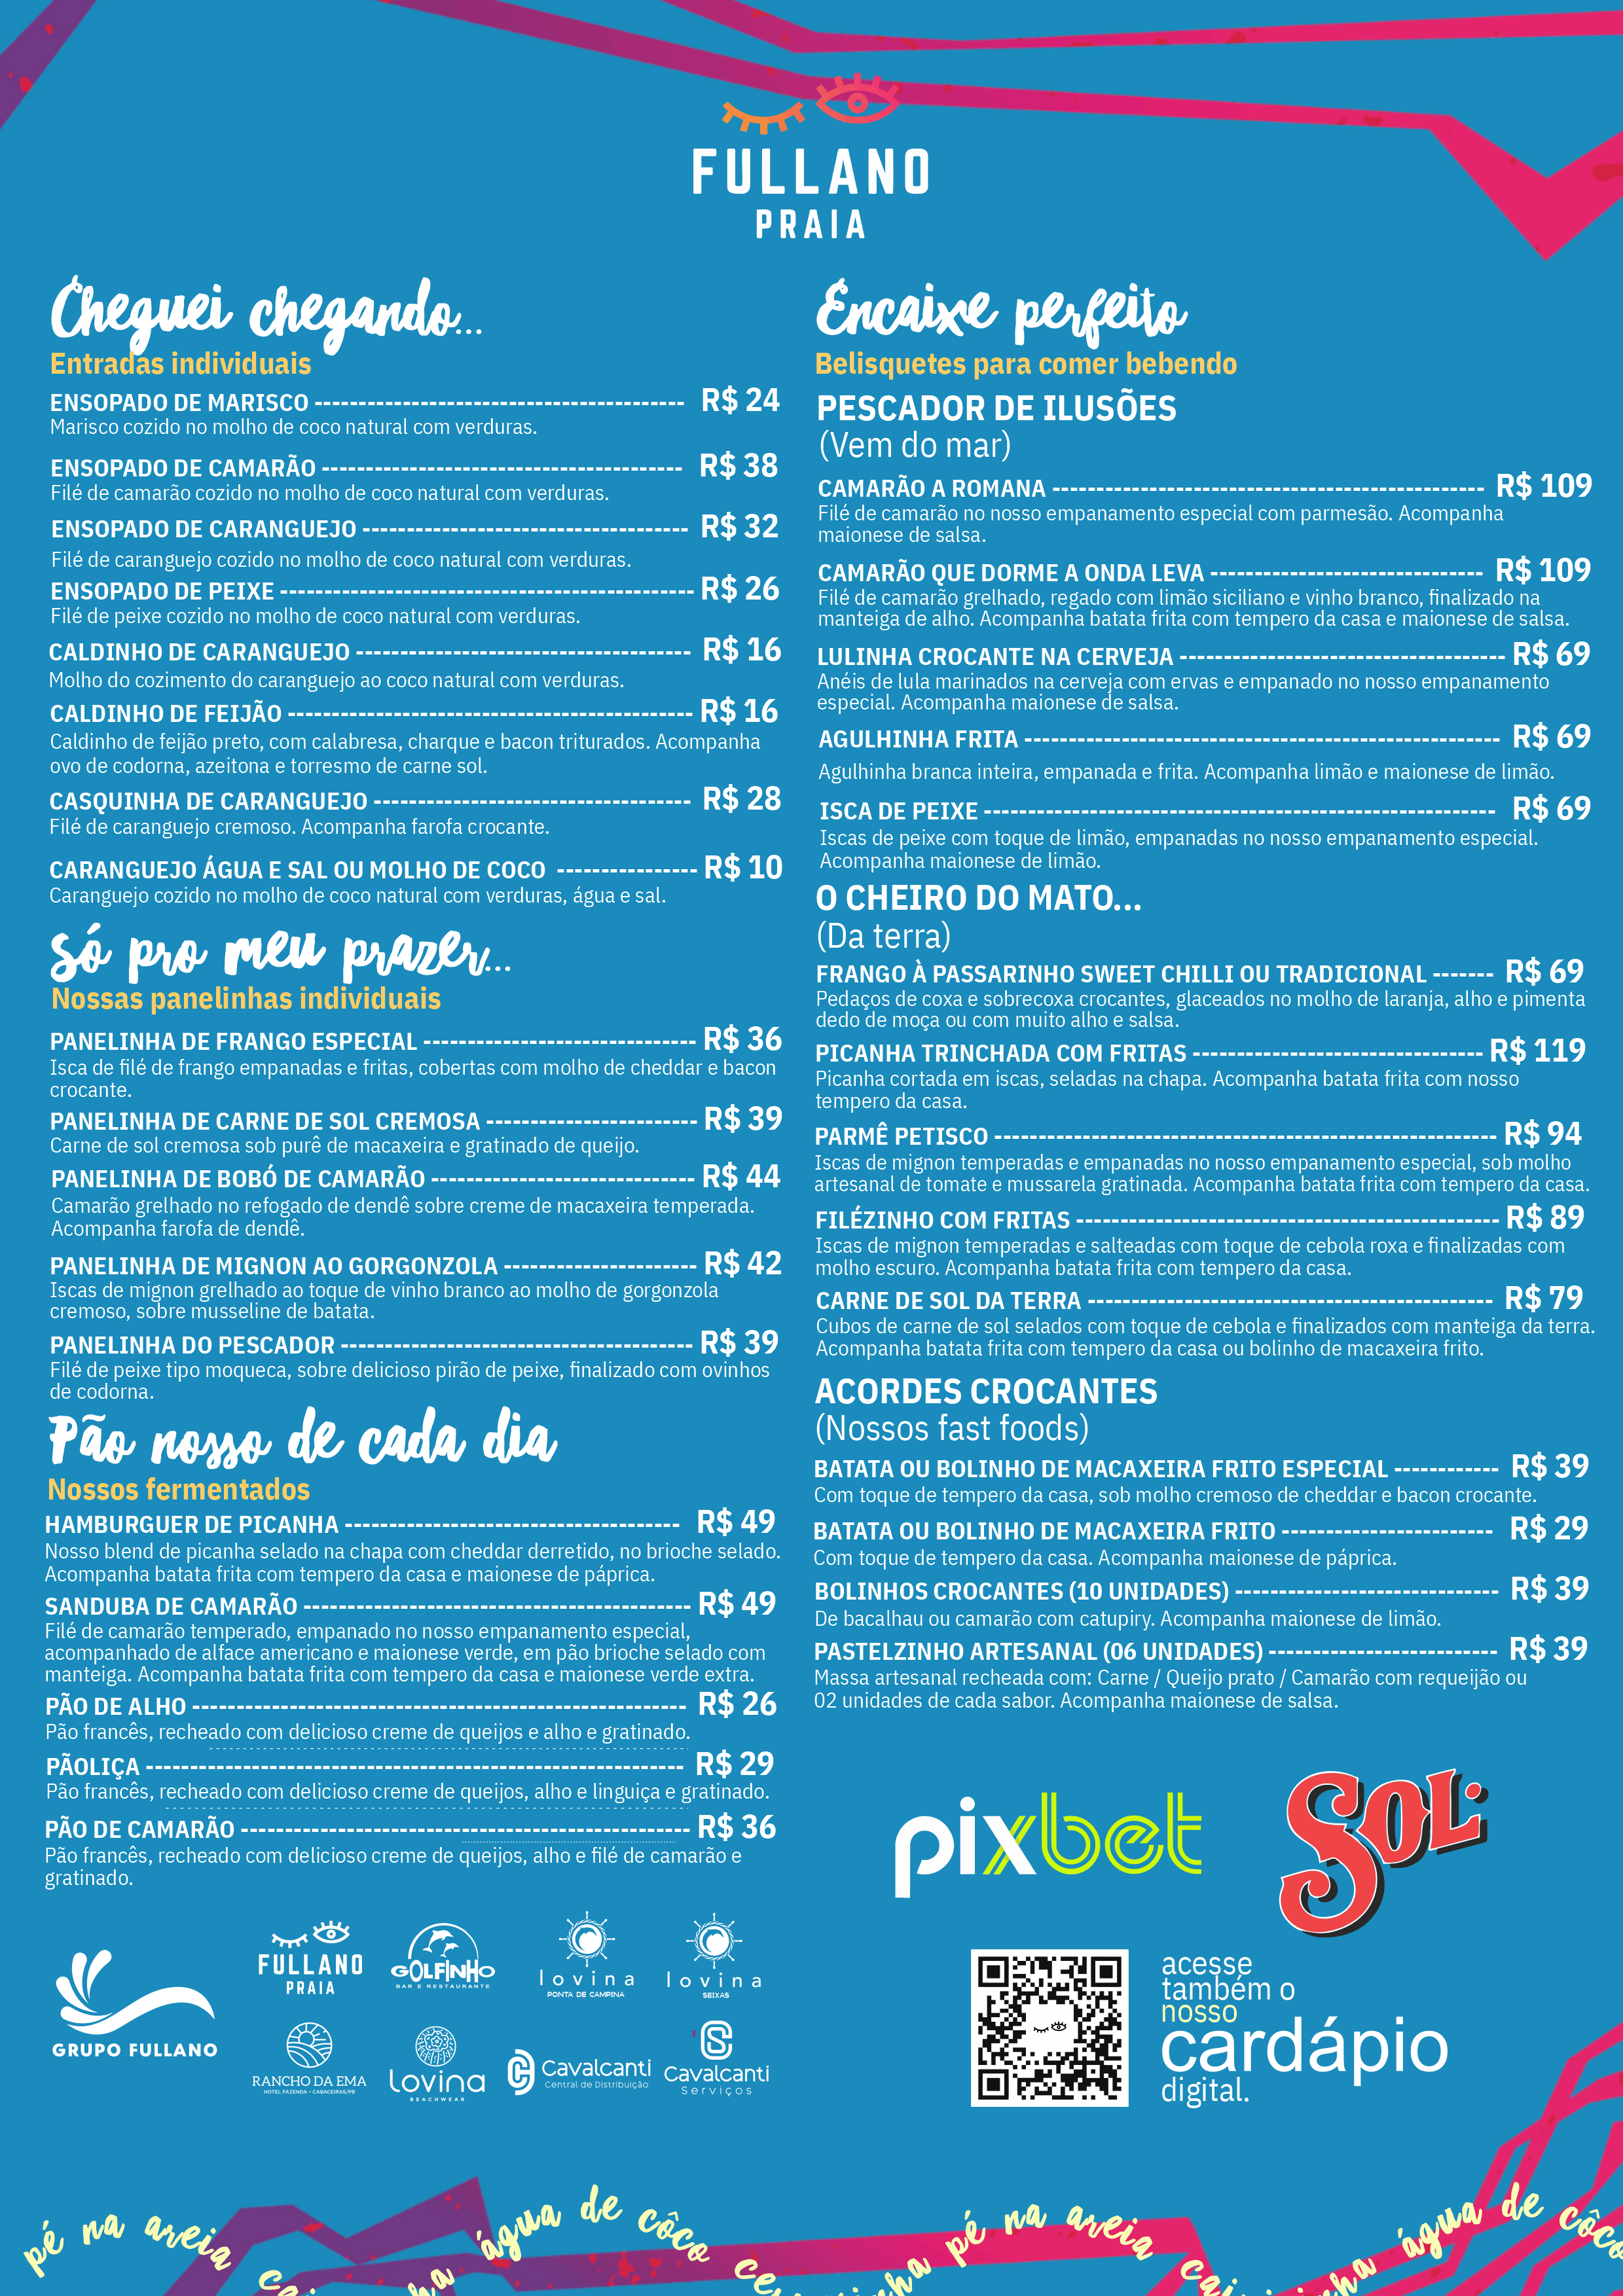 FULLANO
PRAIA
Cheguei chegando...
Entradas individuais
ENSOPADO DE MARISCO ------------------------------------------ R$ 24
Marisco cozido no molho de coco natural com verduras.
ENSOPADO DE CAMARÃO ----------------------------------------- R$ 38
Filé de camarão cozido no molho de coco natural com verduras.
ENSOPADO DE CARANGUEJO ------------------------------------- R$ 32
Filé de caranguejo cozido no molho de coco natural com verduras.
ENSOPADO DE PEIXE ----------------------------------------------- R$ 26
Filé de peixe cozido no molho de coco natural com verduras.
CALDINHO DE CARANGUEJO -------------------------------------- R$ 16
Molho do cozimento do caranguejo ao coco natural com verduras.
CALDINHO DE FEIJÃO ---------------------------------------------- R$ 16
Caldinho de feijão preto, com calabresa, charque e bacon triturados. Acompanha
ovo de codorna, azeitona e torresmo de carne sol.
CASQUINHA DE CARANGUEJO ------------------------------------ R$ 28
Filé de caranguejo cremoso. Acompanha farofa crocante.
CARANGUEJO ÁGUA E SAL OU MOLHO DE COCO ---------------- R$ 10
Caranguejo cozido no molho de coco natural com verduras, água e sal.
Só pro meu prazer...
Nossas panelinhas individuais
PANELINHA DE FRANGO ESPECIAL ------------------------------- R$ 36
Isca de filé de frango empanadas e fritas, cobertas com molho de cheddar e bacon
crocante.
PANELINHA DE CARNE DE SOL CREMOSA ------------------------ R$ 39
Carne de sol cremosa sob purê de macaxeira e gratinado de queijo.
PANELINHA DE BOBÓ DE CAMARÃO ------------------------------ R$ 44
Camarão grelhado no refogado de dendê sobre creme de macaxeira temperada.
Acompanha farofa de dendê.
PANELINHA DE MIGNON AO GORGONZOLA ---------------------- R$ 42
Iscas de mignon grelhado ao toque de vinho branco ao molho de gorgonzola
cremoso, sobre musseline de batata.
PANELINHA DO PESCADOR ---------------------------------------- R$ 39
Filé de peixe tipo moqueca, sobre delicioso pirão de peixe, finalizado com ovinhos
de codorna.
Pão nosso de cada dia
Nossos fermentados
HAMBURGUER DE PICANHA -------------------------------------- R$ 49
Nosso blend de picanha selado na chapa com cheddar derretido, no brioche selado.
Acompanha batata frita com tempero da casa e maionese de páprica.
SANDUBA DE CAMARÃO -------------------------------------------- R$ 49
Filé de camarão temperado, empanado no nosso empanamento especial,
acompanhado de alface americano e maionese verde, em pão brioche selado com
manteiga. Acompanha batata frita com tempero da casa e maionese verde extra.
PÃO DE ALHO -------------------------------------------------------- R$ 26
Pão francês, recheado com delicioso creme de queijos e alho e gratinado.
PÃOLIÇA ------------------------------------------------------------- R$ 29
Pão francês, recheado com delicioso creme de queijos, alho e linguiça e gratinado.
PÃO DE CAMARÃO --------------------------------------------------- R$ 36
Pão francês, recheado com delicioso creme de queijos, alho e filé de camarão e
gratinado.
Encaixe perfeito
Belisquetes para comer bebendo
PESCADOR DE ILUSÕES
(Vem do mar)
CAMARÃO A ROMANA ------------------------------------------------- R$ 109
Filé de camarão no nosso empanamento especial com parmesão. Acompanha
maionese de salsa.
CAMARÃO QUE DORME A ONDA LEVA ------------------------------- R$ 109
Filé de camarão grelhado, regado com limão siciliano e vinho branco, finalizado na
manteiga de alho. Acompanha batata frita com tempero da casa e maionese de salsa.
LULINHA CROCANTE NA CERVEJA ------------------------------------- R$ 69
Anéis de lula marinados na cerveja com ervas e empanado no nosso empanamento
especial. Acompanha maionese de salsa.
AGULHINHA FRITA ------------------------------------------------------ R$ 69
Agulhinha branca inteira, empanada e frita. Acompanha limão e maionese de limão.
ISCA DE PEIXE ---------------------------------------------------------- R$ 69
Iscas de peixe com toque de limão, empanadas no nosso empanamento especial.
Acompanha maionese de limão.
O CHEIRO DO MATO...
(Da terra)
FRANGO À PASSARINHO SWEET CHILLI OU TRADICIONAL ------- R$ 69
Pedaços de coxa e sobrecoxa crocantes, glaceados no molho de laranja, alho e pimenta
dedo de moça ou com muito alho e salsa.
PICANHA TRINCHADA COM FRITAS --------------------------------- R$ 119
Picanha cortada em iscas, seladas na chapa. Acompanha batata frita com nosso
tempero da casa.
PARMÊ PETISCO --------------------------------------------------------- R$ 94
Iscas de mignon temperadas e empanadas no nosso empanamento especial, sob molho
artesanal de tomate e mussarela gratinada. Acompanha batata frita com tempero da casa.
FILÉZINHO COM FRITAS ------------------------------------------------ R$ 89
Iscas de mignon temperadas e salteadas com toque de cebola roxa e finalizadas com
molho escuro. Acompanha batata frita com tempero da casa.
CARNE DE SOL DA TERRA ---------------------------------------------- R$ 79
Cubos de carne de sol selados com toque de cebola e finalizados com manteiga da terra.
Acompanha batata frita com tempero da casa ou bolinho de macaxeira frito.
ACORDES CROCANTES
(Nossos fast foods)
BATATA OU BOLINHO DE MACAXEIRA FRITO ESPECIAL ------------ R$ 39
Com toque de tempero da casa, sob molho cremoso de cheddar e bacon crocante.
BATATA OU BOLINHO DE MACAXEIRA FRITO ------------------------ R$ 29
Com toque de tempero da casa. Acompanha maionese de páprica.
BOLINHOS CROCANTES (10 UNIDADES) ------------------------------ R$ 39
De bacalhau ou camarão com catupiry. Acompanha maionese de limão.
PASTELZINHO ARTESANAL (06 UNIDADES) -------------------------- R$ 39
Massa artesanal recheada com: Carne / Queijo prato / Camarão com requeijão ou
02 unidades de cada sabor. Acompanha maionese de salsa.
pixbet
SOL
GRUPO FULLANO
FULLANO
PRAIA
GOLFINHO
BAR E RESTAURANTE
lovina
PONTA DE CAMPINA
lovina
SEIXAS
RANCHO DA EMA
HOTEL FAZENDA • CABACEIRAS/PB
Lovina
BEACHWEAR
Cavalcanti
Central de Distribuição
Cavalcanti
Serviços
acesse
também o
nosso
cardápio
digital.
pé na areia água de côco pé na areia água de côco